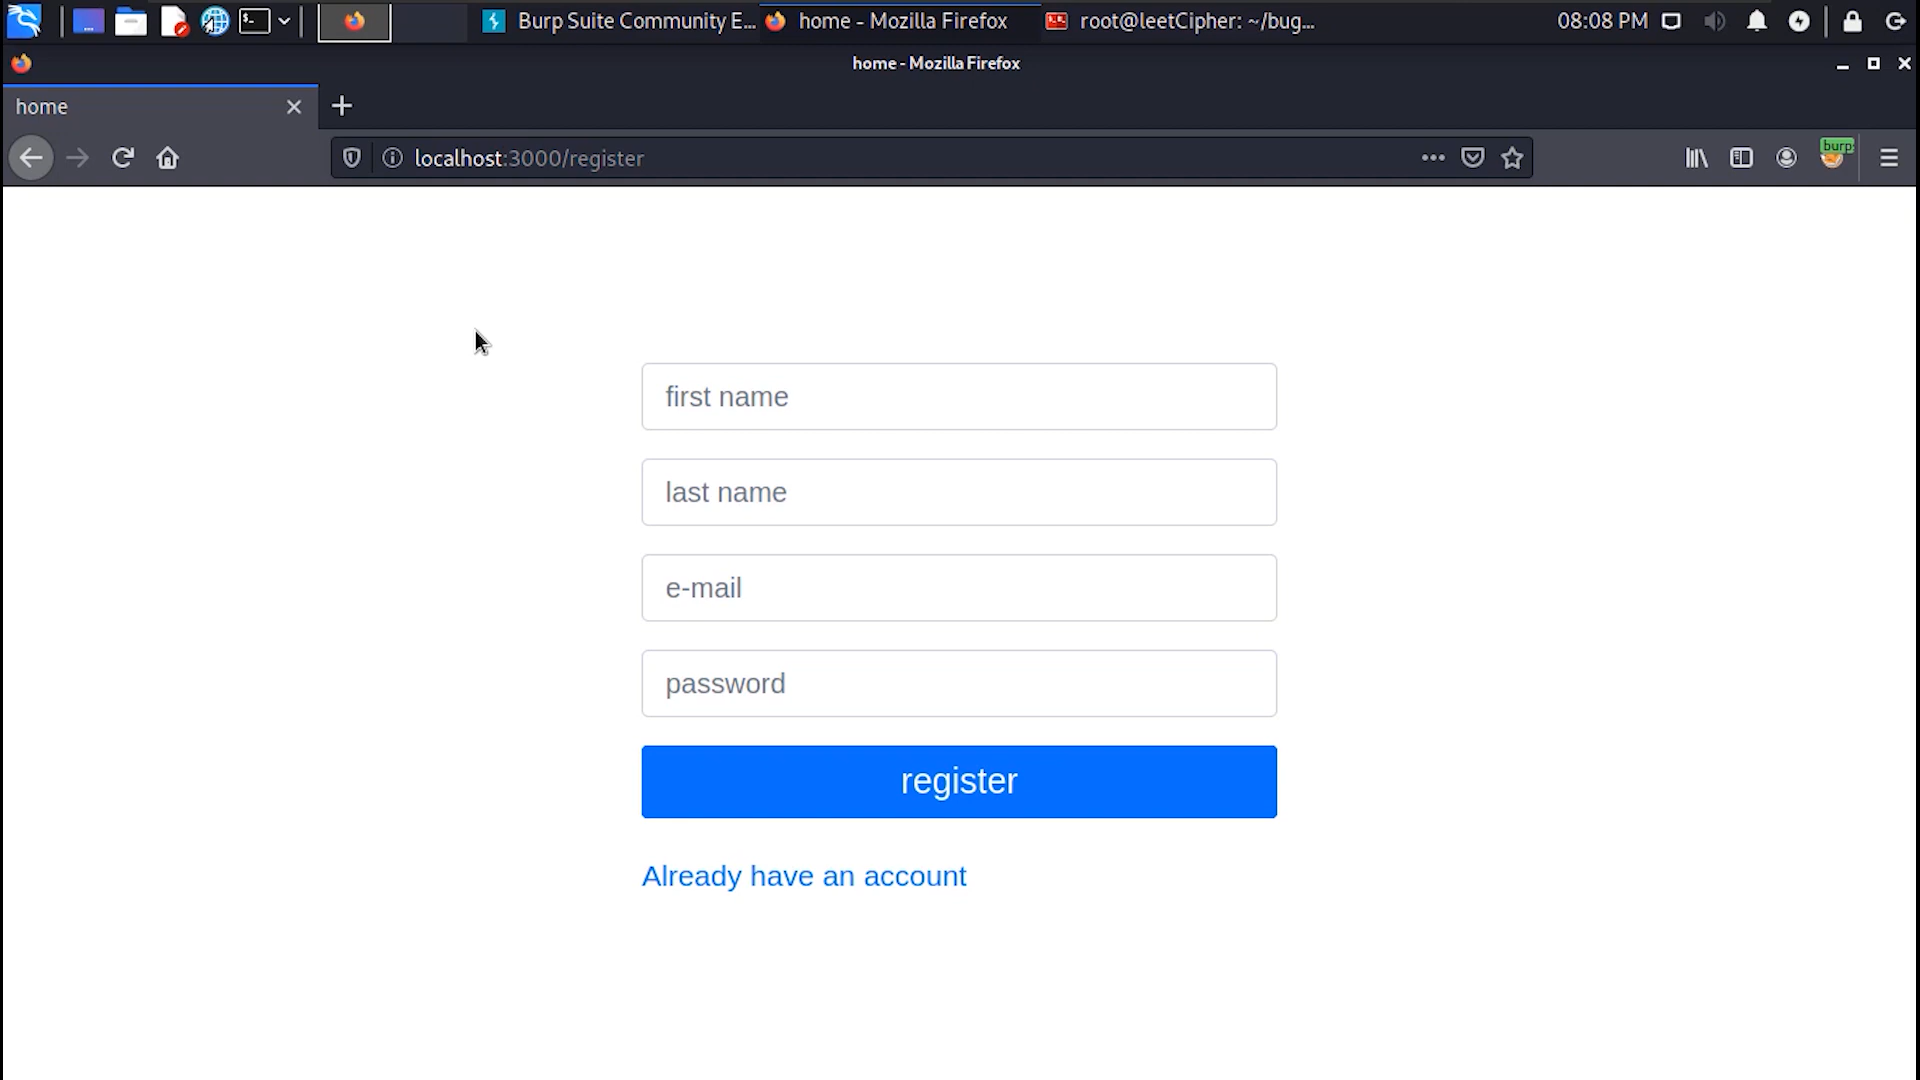 Burp Suite Community E... home - Mozilla Firefox root@leetCipher: ~/bug... 08:08 PM
home - Mozilla Firefox
home
localhost:3000/register
burp
first name
last name
e-mail
password
register
Already have an account